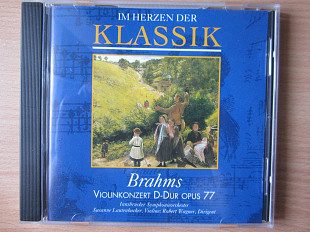 IM HERZEN DER
KLASSIK
Brahms
VIOLINKONZERT D-DUR OPUS 77
Innsbrucker Symphonieorchester
Susanne Lautenbacher, Violine; Robert Wagner, Dirigent